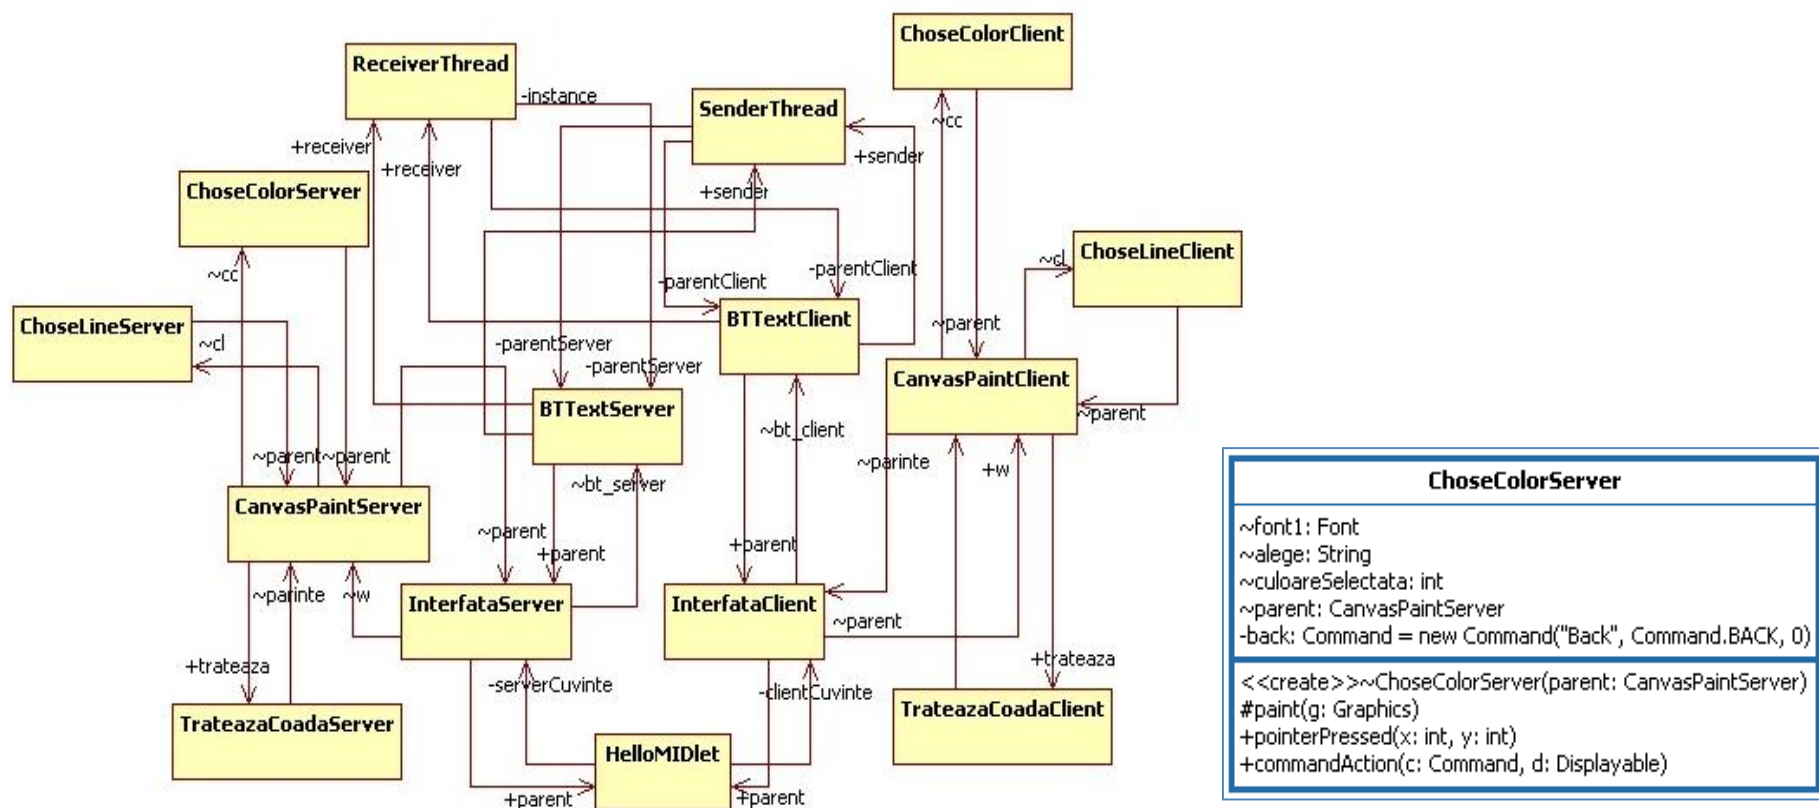 ChoseColorClient
ReceiverThread
-instance
SenderThread
~cc
+receiver
+receiver
+sender
+sender
ChoseColorServer
ChoseLineClient
~cl
~cc
-parentClient
-parentClient
ChoseLineServer
BTTextClient
~parent
~cl
-parentServer
-parentServer
CanvasPaintClient
BTTextServer
~parent
~bt_client
~parent
~parent
~parinte
+w
~bt_server
CanvasPaintServer
~parent
+parent
+parent
~parinte
~w
InterfataServer
InterfataClient
~parent
+trateaza
+trateaza
-serverCuvinte
-clientCuvinte
TrateazaCoadaServer
TrateazaCoadaClient
HelloMIDlet
+parent
+parent
ChoseColorServer
~font1: Font
~alege: String
~culoareSelectata: int
~parent: CanvasPaintServer
-back: Command = new Command("Back", Command.BACK, 0)
<<create>>~ChoseColorServer(parent: CanvasPaintServer)
#paint(g: Graphics)
+pointerPressed(x: int, y: int)
+commandAction(c: Command, d: Displayable)